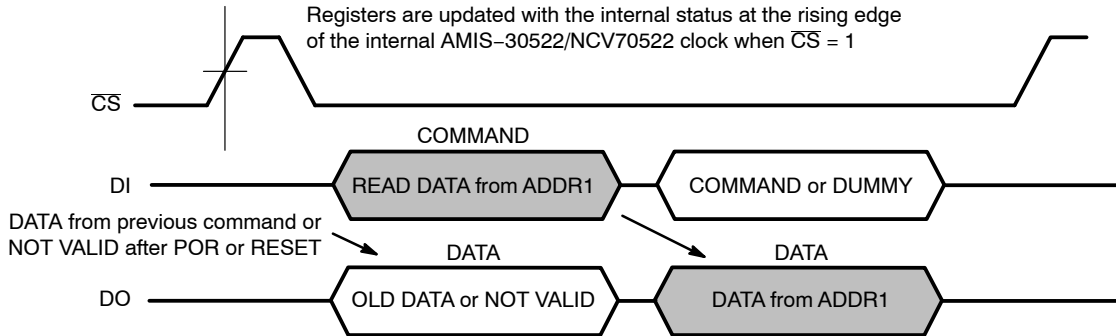 Registers are updated with the internal status at the rising edge
of the internal AMIS−30522/NCV70522 clock when C̅S̅ = 1
C̅S̅
COMMAND
DI
READ DATA from ADDR1
COMMAND or DUMMY
DATA from previous command or
NOT VALID after POR or RESET
DATA
DATA
DO
OLD DATA or NOT VALID
DATA from ADDR1